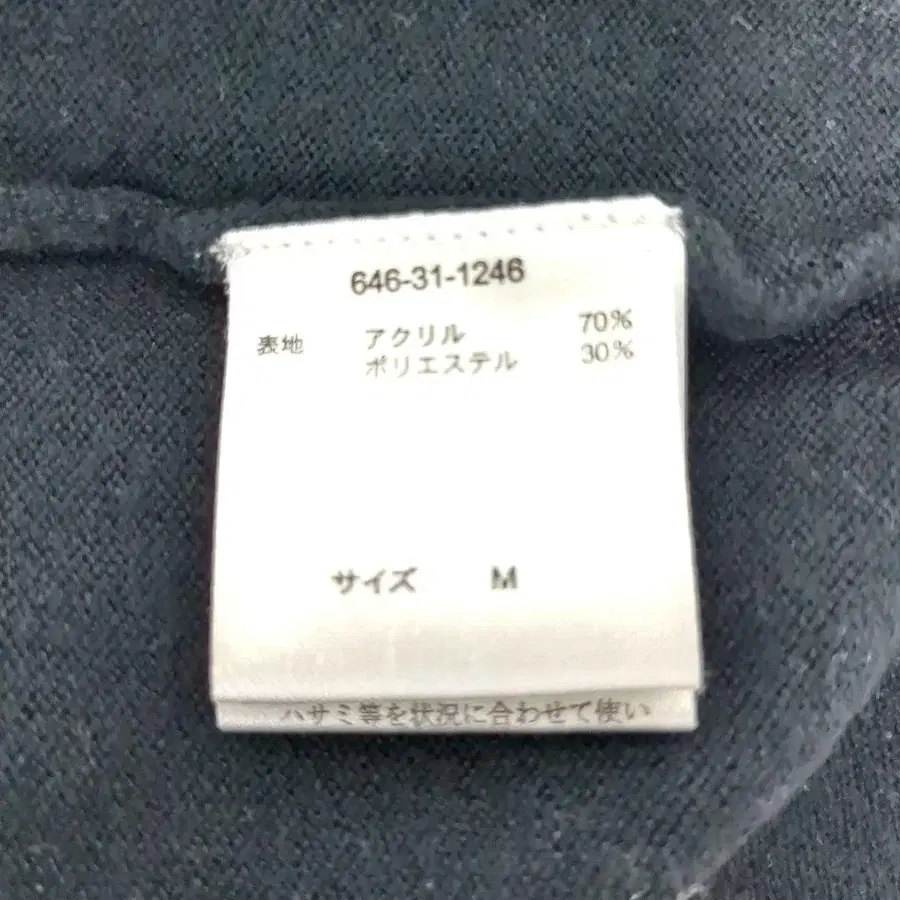 646-31-1246
表地 アクリル 70%
ポリエステル 30%
サイズ M
ハサミ等を状況に合わせて使い